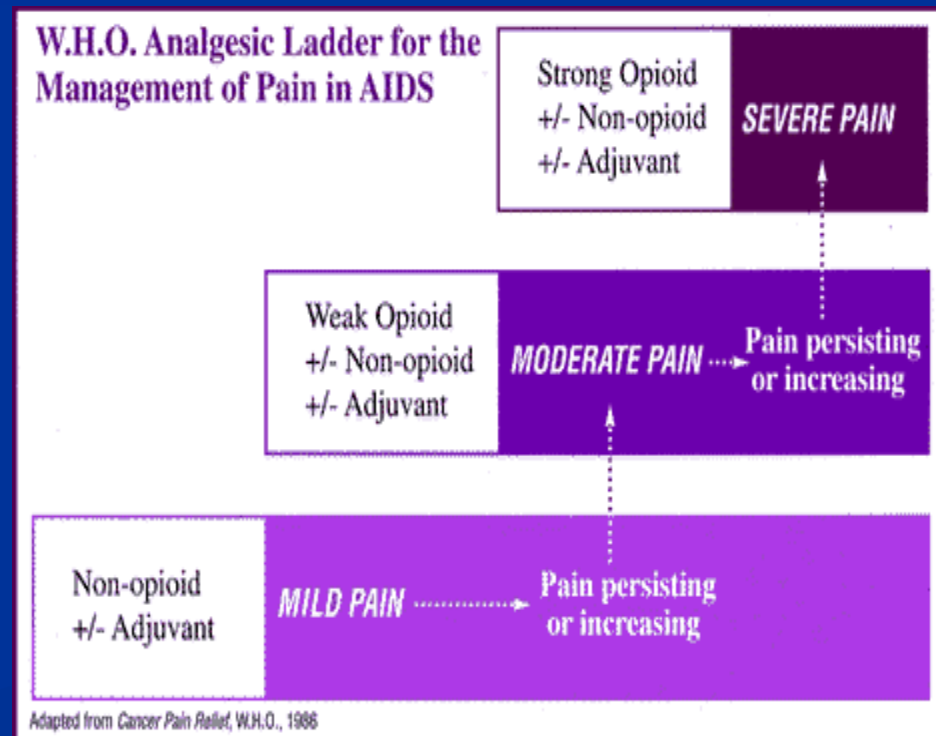 W.H.O. Analgesic Ladder for the
Management of Pain in AIDS
Strong Opioid
+/- Non-opioid
+/- Adjuvant
SEVERE PAIN
Weak Opioid
+/- Non-opioid
+/- Adjuvant
MODERATE PAIN
Pain persisting
or increasing
Non-opioid
+/- Adjuvant
MILD PAIN
Pain persisting
or increasing
Adapted from Cancer Pain Relief, W.H.O., 1986